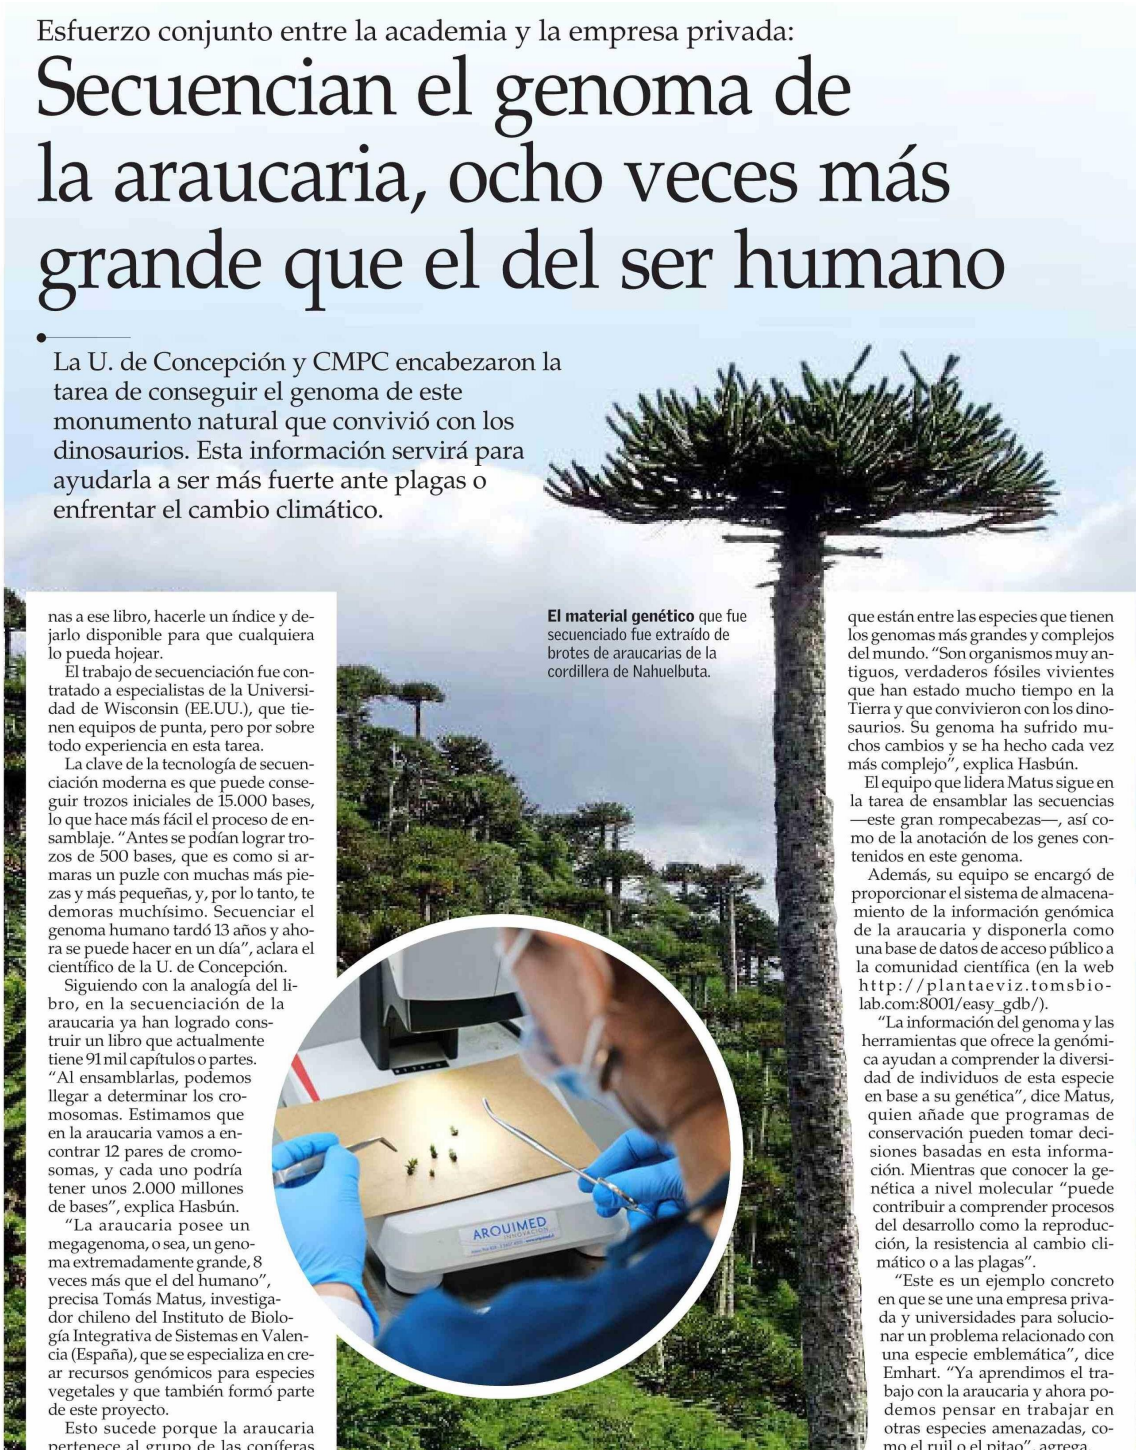 Esfuerzo conjunto entre la academia y la empresa privada:
Secuencian el genoma de
la araucaria, ocho veces más
grande que el del ser humano
La U. de Concepción y CMPC encabezaron la
tarea de conseguir el genoma de este
monumento natural que convivió con los
dinosaurios. Esta información servirá para
ayudarla a ser más fuerte ante plagas o
enfrentar el cambio climático.
nas a ese libro, hacerle un índice y de-
jarlo disponible para que cualquiera
lo pueda hojear.
El trabajo de secuenciación fue con-
tratado a especialistas de la Universi-
dad de Wisconsin (EE.UU.), que tie-
nen equipos de punta, pero por sobre
todo experiencia en esta tarea.
La clave de la tecnología de secuen-
ciación moderna es que puede conse-
guir trozos iniciales de 15.000 bases,
lo que hace más fácil el proceso de en-
samblaje. “Antes se podían lograr tro-
zos de 500 bases, que es como si ar-
maras un puzle con muchas más pie-
zas y más pequeñas, y, por lo tanto, te
demoras muchísimo. Secuenciar el
genoma humano tardó 13 años y aho-
ra se puede hacer en un día”, aclara el
científico de la U. de Concepción.
Siguiendo con la analogía del li-
bro, en la secuenciación de la
araucaria ya han logrado cons-
truir un libro que actualmente
tiene 91 mil capítulos o partes.
“Al ensamblarlas, podemos
llegar a determinar los cro-
mosomas. Estimamos que
en la araucaria vamos a en-
contrar 12 pares de cromo-
somas, y cada uno podría
tener unos 2.000 millones
de bases”, explica Hasbún.
“La araucaria posee un
megagenoma, o sea, un geno-
ma extremadamente grande, 8
veces más que el del humano”,
precisa Tomás Matus, investiga-
dor chileno del Instituto de Biolo-
gía Integrativa de Sistemas en Valen-
cia (España), que se especializa en cre-
ar recursos genómicos para especies
vegetales y que también formó parte
de este proyecto.
Esto sucede porque la araucaria
pertenece al grupo de las coníferas
El material genético que fue
secuenciado fue extraído de
brotes de araucarias de la
cordillera de Nahuelbuta.
ARQUIMED
INNOVACIÓN
que están entre las especies que tienen
los genomas más grandes y complejos
del mundo. “Son organismos muy an-
tiguos, verdaderos fósiles vivientes
que han estado mucho tiempo en la
Tierra y que convivieron con los dino-
saurios. Su genoma ha sufrido mu-
chos cambios y se ha hecho cada vez
más complejo”, explica Hasbún.
El equipo que lidera Matus sigue en
la tarea de ensamblar las secuencias
—este gran rompecabezas—, así co-
mo de la anotación de los genes con-
tenidos en este genoma.
Además, su equipo se encargó de
proporcionar el sistema de almacena-
miento de la información genómica
de la araucaria y disponerla como
una base de datos de acceso público a
la comunidad científica (en la web
http://plantaeviz.tomsbio-
lab.com:8001/easy_gdb/).
“La información del genoma y las
herramientas que ofrece la genómi-
ca ayudan a comprender la diversi-
dad de individuos de esta especie
en base a su genética”, dice Matus,
quien añade que programas de
conservación pueden tomar deci-
siones basadas en esta informa-
ción. Mientras que conocer la ge-
nética a nivel molecular “puede
contribuir a comprender procesos
del desarrollo como la reproduc-
ción, la resistencia al cambio cli-
mático o a las plagas”.
“Este es un ejemplo concreto
en que se une una empresa priva-
da y universidades para solucio-
nar un problema relacionado con
una especie emblemática”, dice
Emhart. “Ya aprendimos el tra-
bajo con la araucaria y ahora po-
demos pensar en trabajar en
otras especies amenazadas, co-
mo el ruil o el pitao”, agrega.